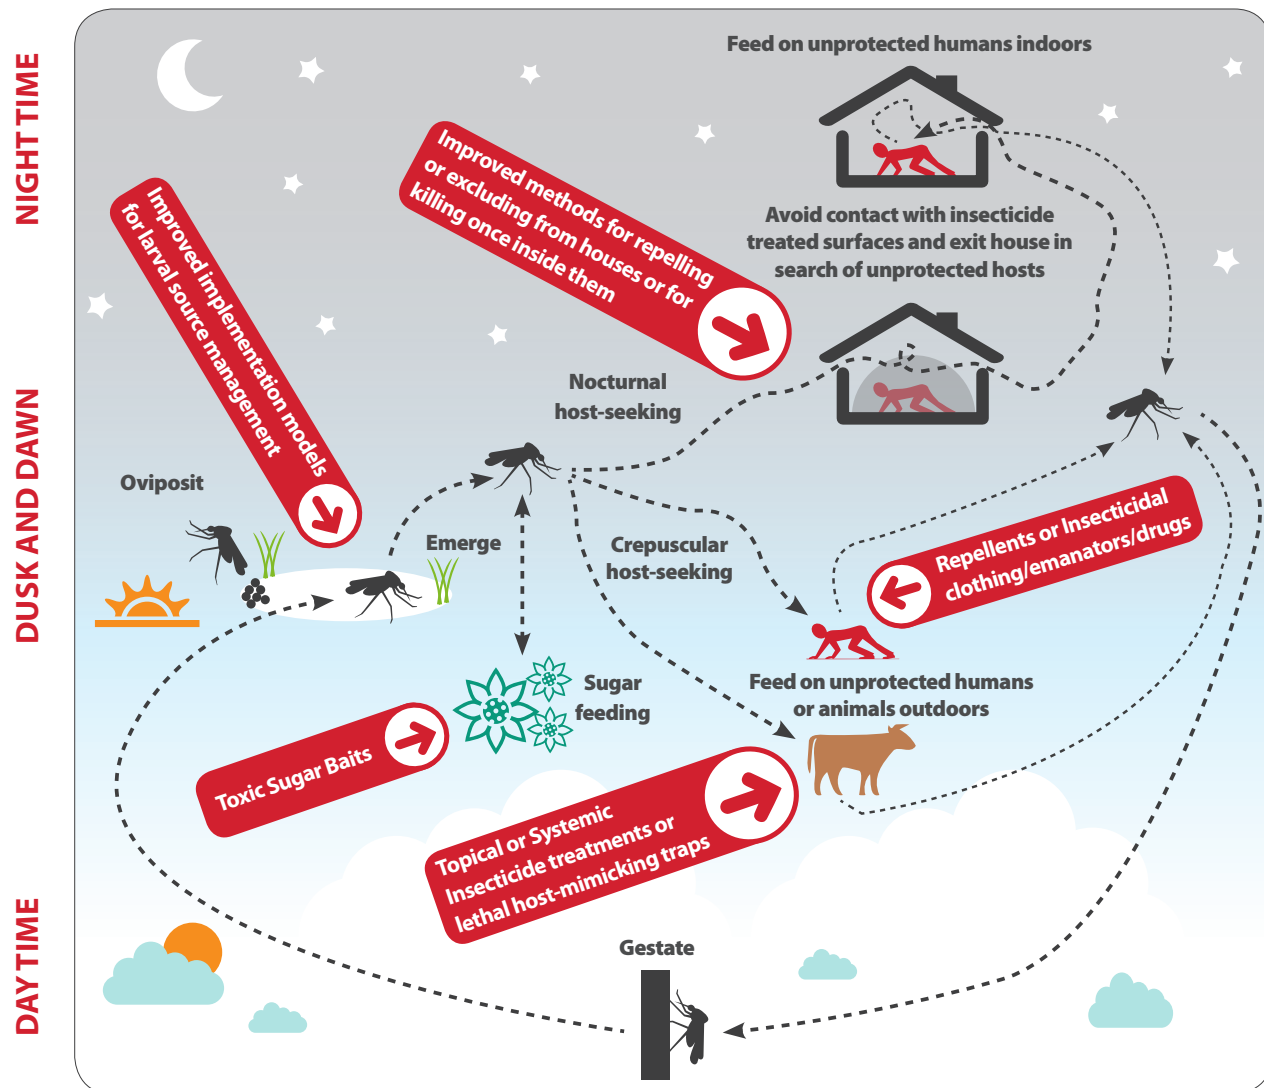 NIGHT TIME
DUSK AND DAWN
DAY TIME
Feed on unprotected humans indoors
Improved methods for repelling
or excluding from houses or for
killing once inside them
Improved implementation models
for larval source management
Avoid contact with insecticide
treated surfaces and exit house in
search of unprotected hosts
Nocturnal
host-seeking
Oviposit
Emerge
Crepuscular
host-seeking
Repellents or Insecticidal
clothing/emanators/drugs
Sugar
feeding
Feed on unprotected humans
or animals outdoors
Toxic Sugar Baits
Topical or Systemic
Insecticide treatments or
lethal host-mimicking traps
Gestate